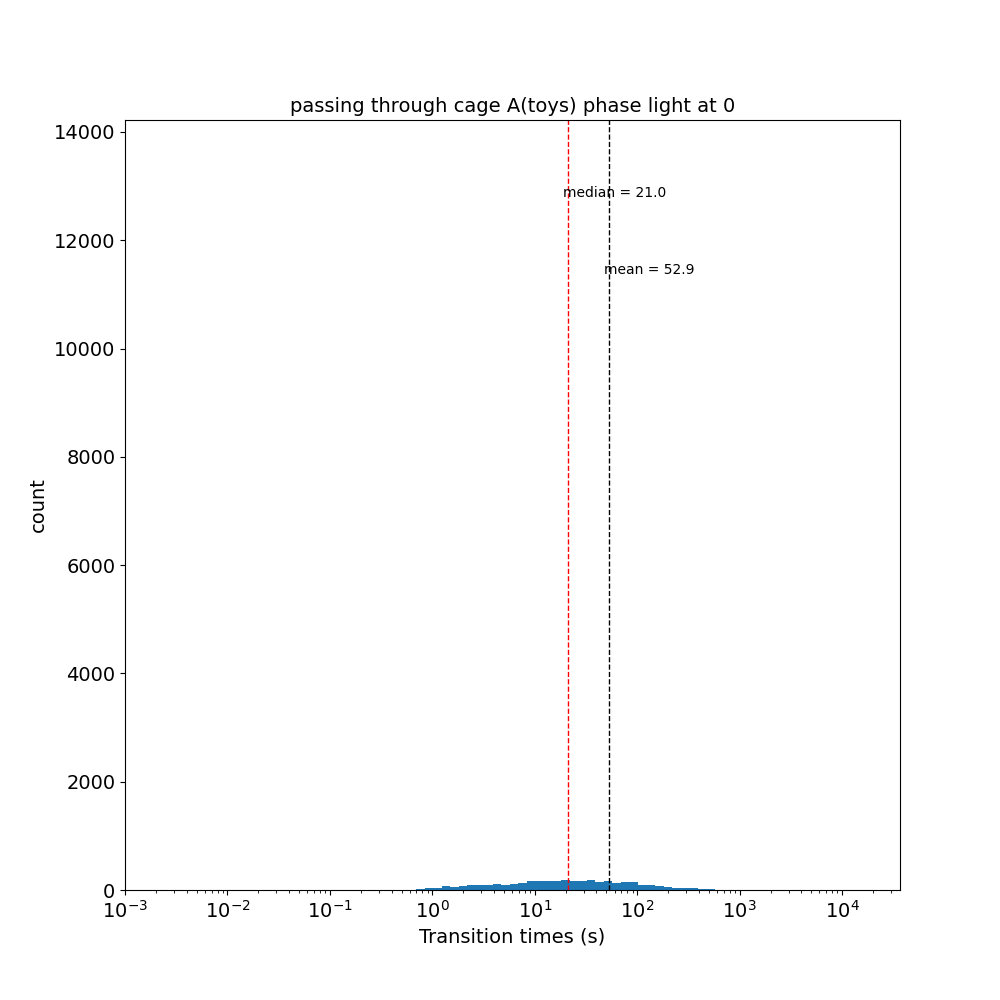 passing through cage A(toys) phase light at 0
14000
median = 21.0
12000
mean = 52.9
10000
8000
6000
4000
2000
0
count
10⁻³ 10⁻² 10⁻¹ 10⁰ 10¹ 10² 10³ 10⁴
Transition times (s)